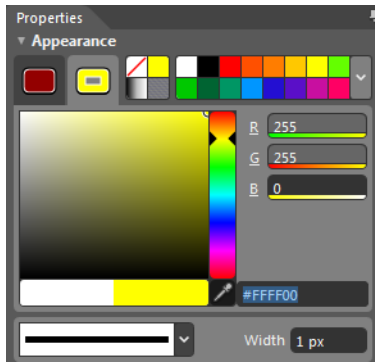 Properties
Appearance
R 255
G 255
B 0
#FFFF00
Width 1 px